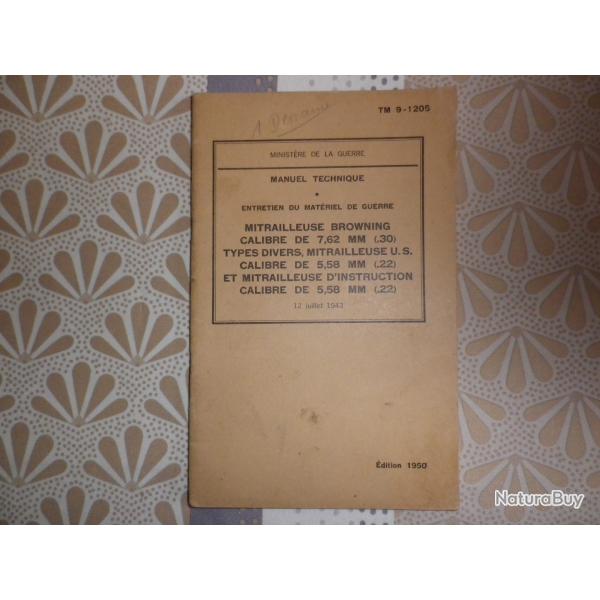 TM 9-1205
MINISTÈRE DE LA GUERRE
MANUEL TECHNIQUE
ENTRETIEN DU MATÉRIEL DE GUERRE
MITRAILLEUSE BROWNING
CALIBRE DE 7,62 MM (.30)
TYPES DIVERS, MITRAILLEUSE U.S.
CALIBRE DE 5,58 MM (.22)
ET MITRAILLEUSE D'INSTRUCTION
CALIBRE DE 5,58 MM (.22)
12 juillet 1943
Édition 1950
NaturaBuy